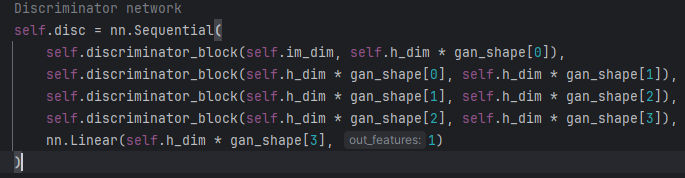 Discriminator network
self.disc = nn.Sequential(
self.discriminator_block(self.im_dim, self.h_dim * gan_shape[0]),
self.discriminator_block(self.h_dim * gan_shape[0], self.h_dim * gan_shape[1]),
self.discriminator_block(self.h_dim * gan_shape[1], self.h_dim * gan_shape[2]),
self.discriminator_block(self.h_dim * gan_shape[2], self.h_dim * gan_shape[3]),
nn.Linear(self.h_dim * gan_shape[3], out_features: 1)
)